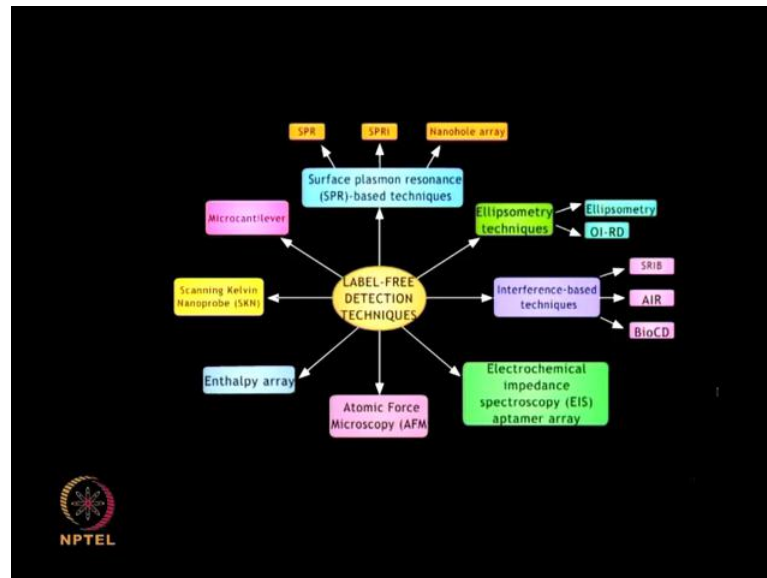 SPR
SPRi
Nanohole array
Surface plasmon resonance
(SPR)-based techniques
Microcantilever
Ellipsometry
techniques
Ellipsometry
OI-RD
Scanning Kelvin
Nanoprobe (SKN)
LABEL-FREE
DETECTION
TECHNIQUES
Interference-based
techniques
SRIB
AIR
BioCD
Enthalpy array
Atomic Force
Microscopy (AFM
Electrochemical
impedance
spectroscopy (EIS)
aptamer array
NPTEL